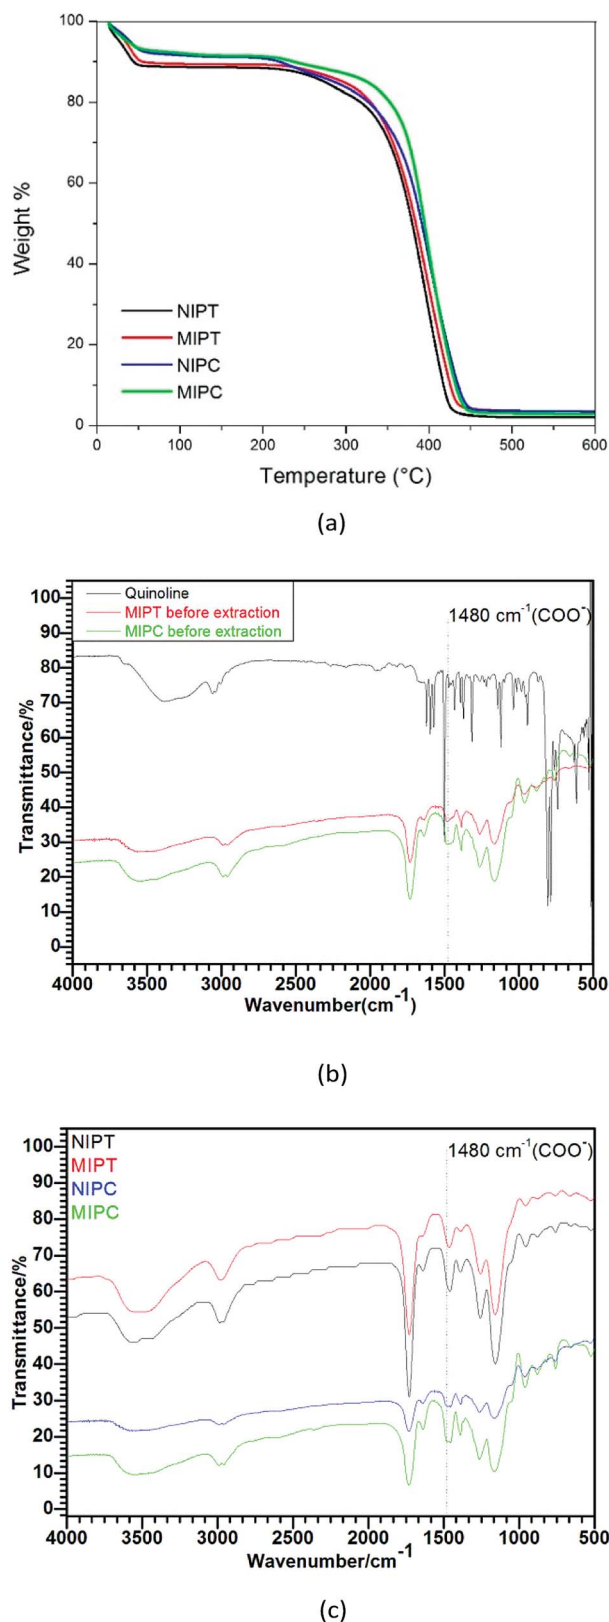 100
80
60
40
20
0
Weight %
NIPT
MIPT
NIPC
MIPC
0 100 200 300 400 500 600
Temperature (°C)
(a)
100
90
80
70
60
50
40
30
20
10
0
Transmittance/%
Quinoline
MIPT before extraction
MIPC before extraction
1480 cm⁻¹(COO⁻)
4000 3500 3000 2500 2000 1500 1000 500
Wavenumber(cm⁻¹)
(b)
100
90
80
70
60
50
40
30
20
10
0
Transmittance/%
NIPT
MIPT
NIPC
MIPC
1480 cm⁻¹(COO⁻)
4000 3500 3000 2500 2000 1500 1000 500
Wavenumber/cm⁻¹
(c)